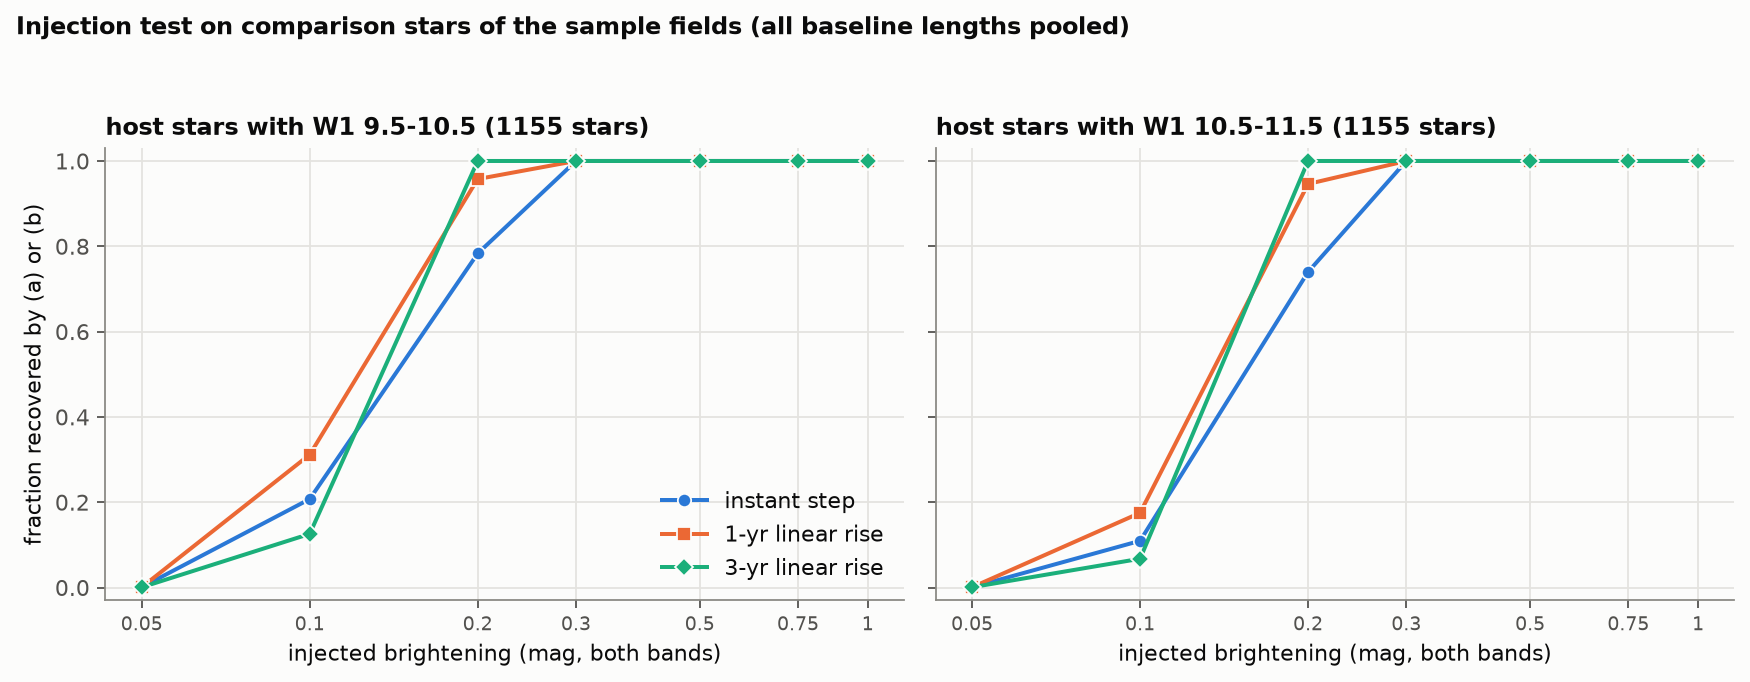 Injection test on comparison stars of the sample fields (all baseline lengths pooled)
host stars with W1 9.5-10.5 (1155 stars)
fraction recovered by (a) or (b)
1.0
0.8
0.6
0.4
0.2
0.0
instant step
1-yr linear rise
3-yr linear rise
0.05 0.1 0.2 0.3 0.5 0.75 1
injected brightening (mag, both bands)
host stars with W1 10.5-11.5 (1155 stars)
0.05 0.1 0.2 0.3 0.5 0.75 1
injected brightening (mag, both bands)